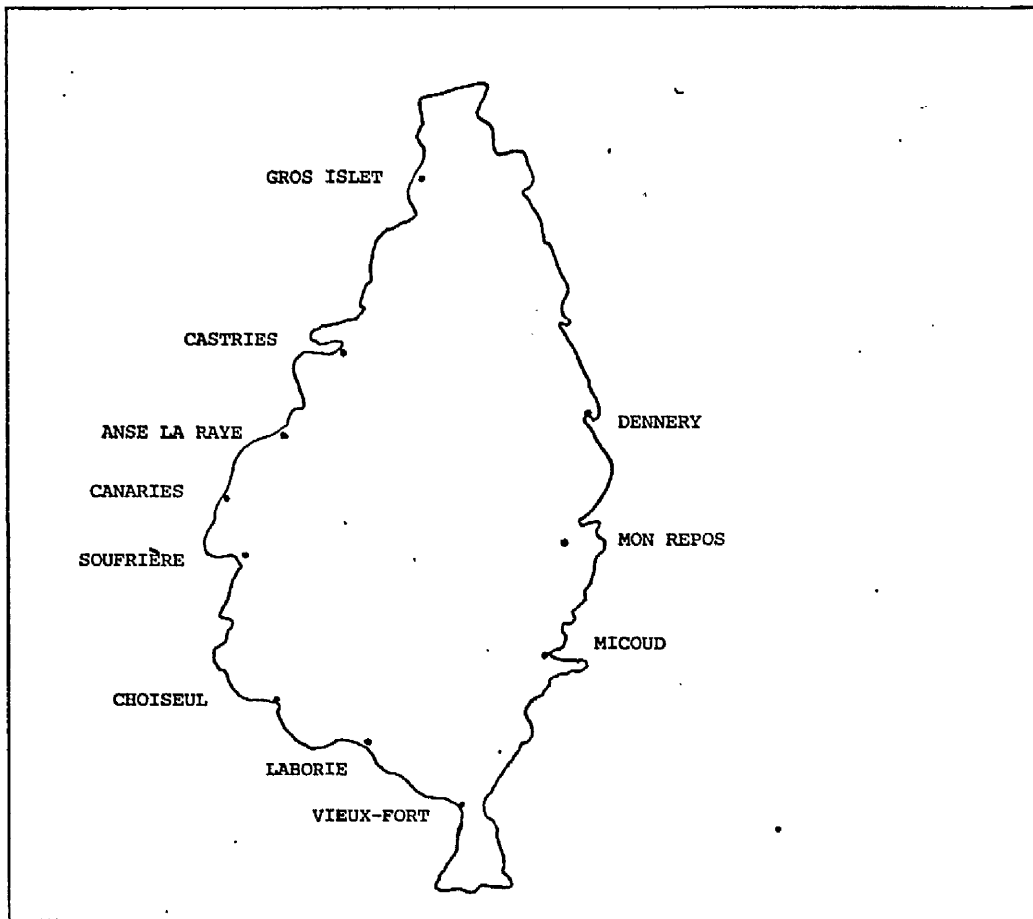 GROS ISLET
CASTRIES
ANSE LA RAYE
DENNERY
CANARIES
SOUFRIÈRE
MON REPOS
MICOUD
CHOISEUL
LABORIE
VIEUX-FORT